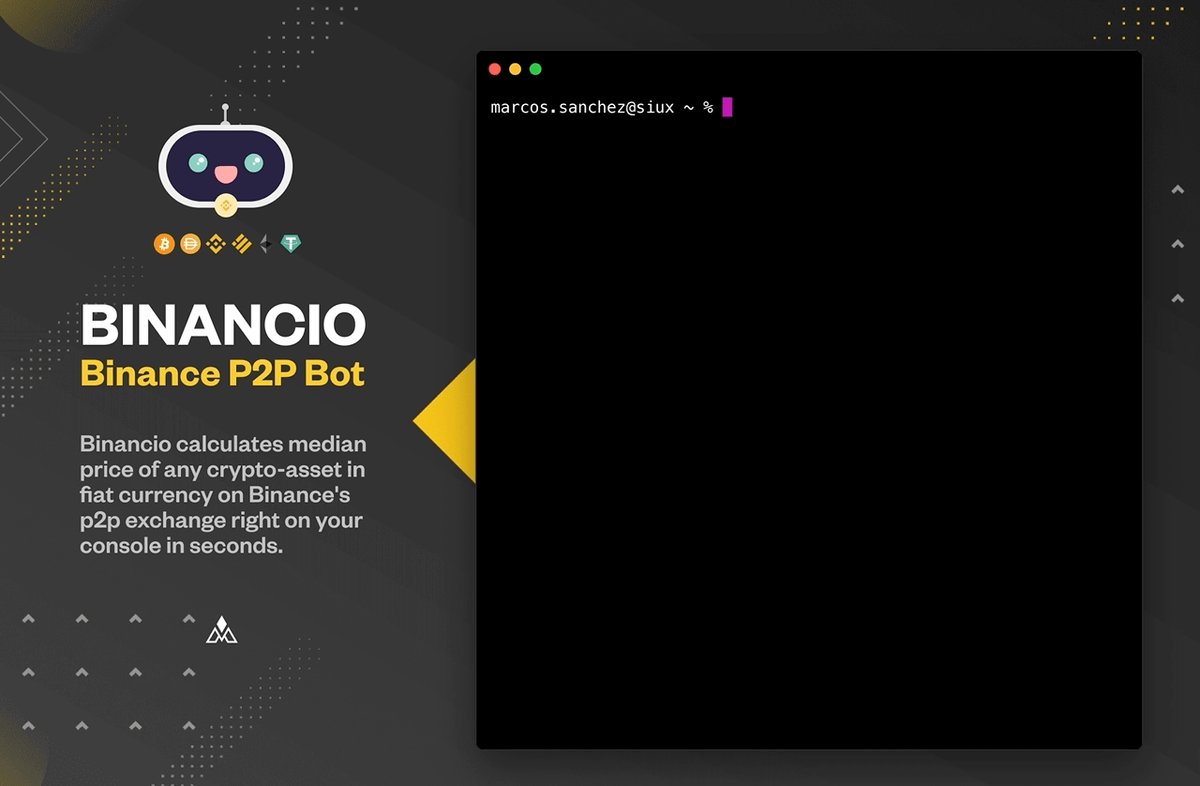 BINANCIO
Binance P2P Bot
Binancio calculates median
price of any crypto-asset in
fiat currency on Binance's
p2p exchange right on your
console in seconds.
marcos.sanchez@siux ~ %